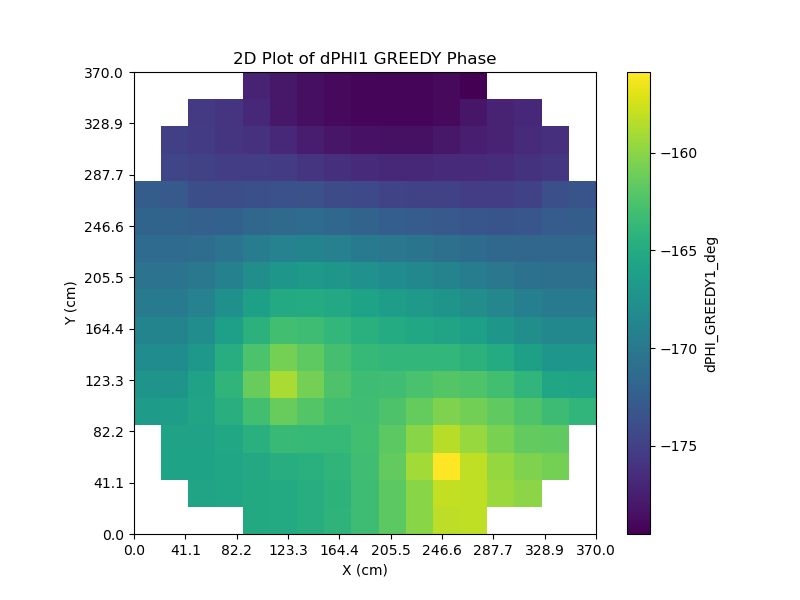 2D Plot of dPHI1 GREEDY Phase
370.0
328.9
287.7
246.6
205.5
164.4
123.3
82.2
41.1
0.0
Y (cm)
0.0 41.1 82.2 123.3 164.4 205.5 246.6 287.7 328.9 370.0
X (cm)
−160
−165
−170
−175
dPHI_GREEDY1_deg